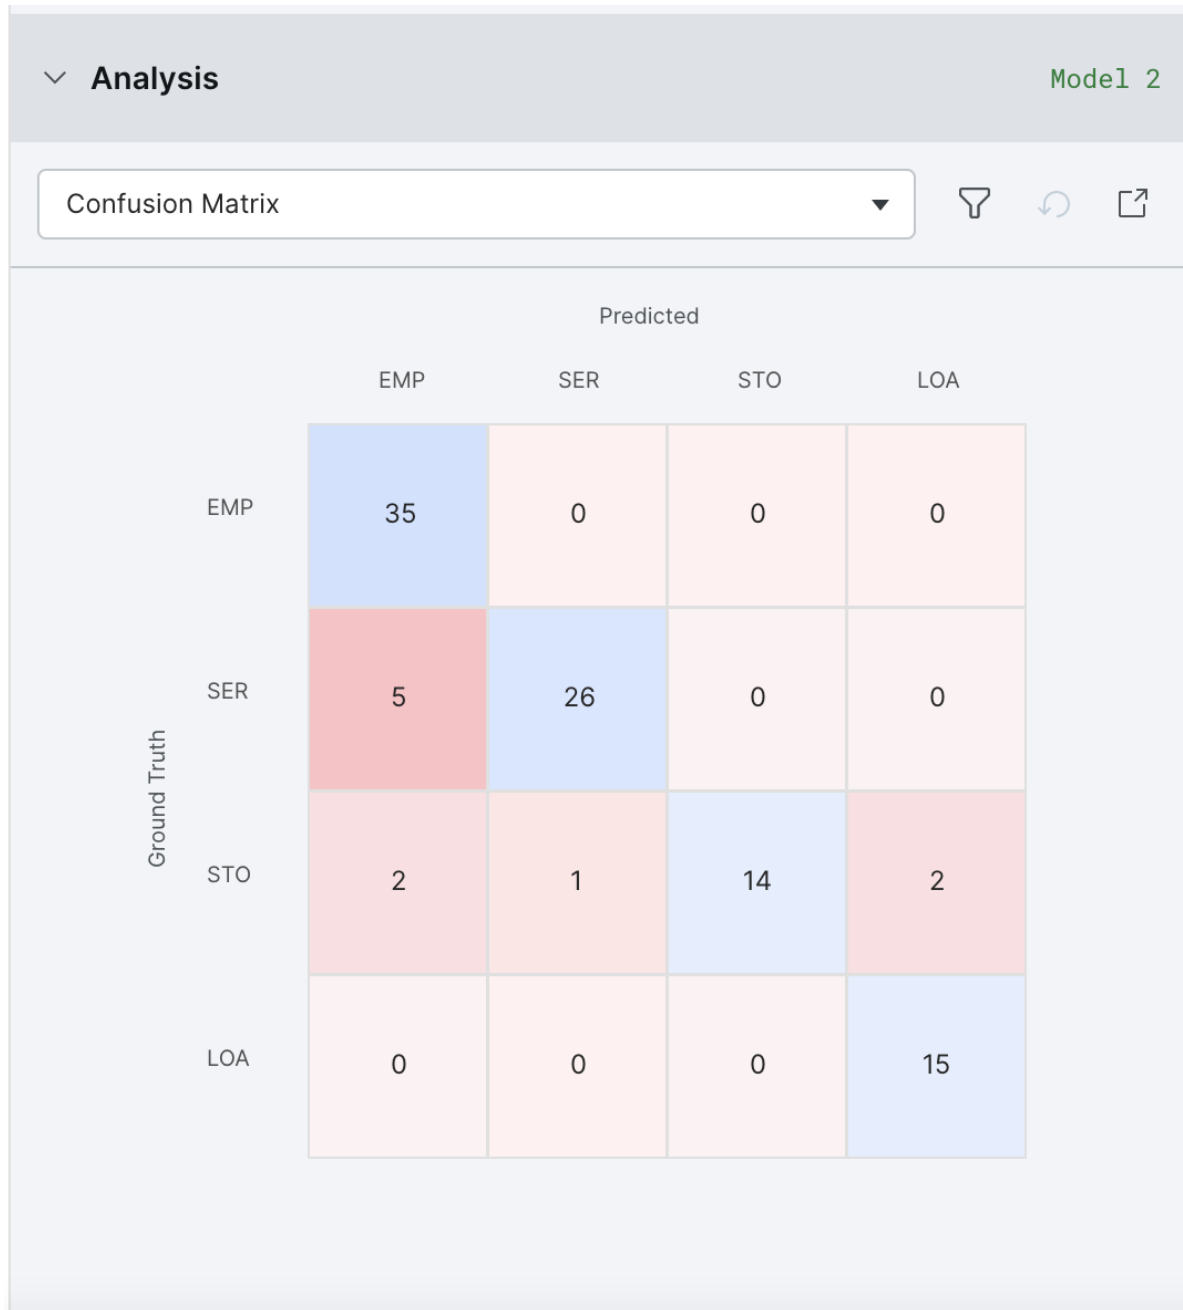 Analysis Model 2
Confusion Matrix
Predicted
EMP SER STO LOA
EMP 35 0 0 0
SER 5 26 0 0
Ground Truth
STO 2 1 14 2
LOA 0 0 0 15